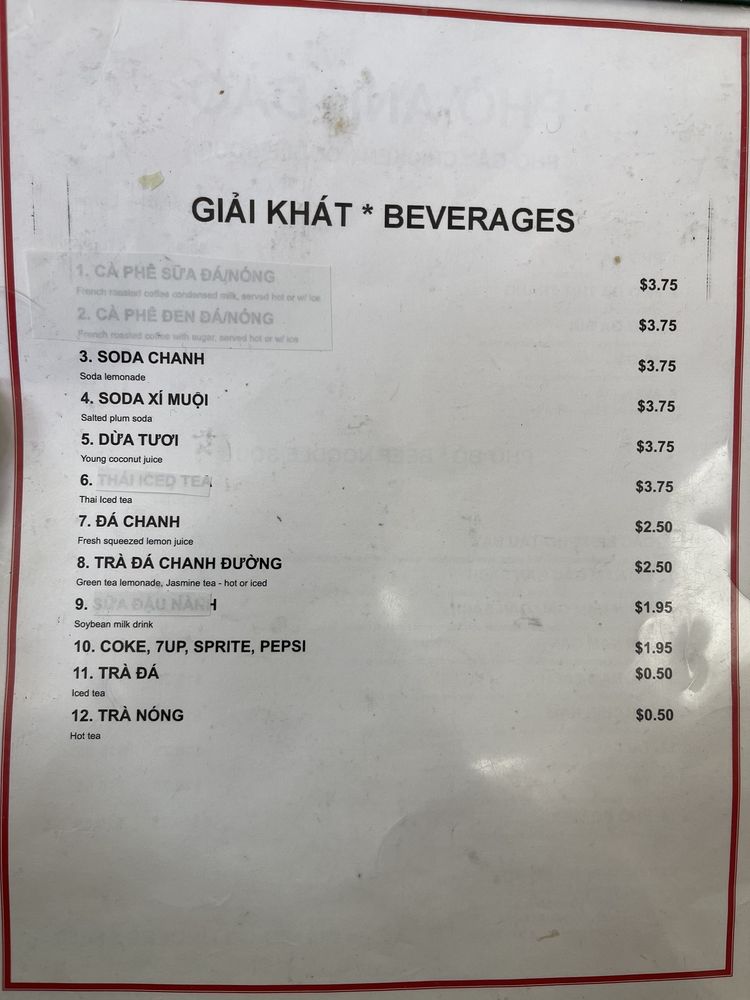 GIẢI KHÁT * BEVERAGES
1. CÀ PHÊ SỮA ĐÁ/NÓNG $3.75
French roasted coffee condensed milk, served hot or w/ ice
2. CÀ PHÊ ĐEN ĐÁ/NÓNG $3.75
French roasted coffee with sugar, served hot or w/ ice
3. SODA CHANH $3.75
Soda lemonade
4. SODA XÍ MUỘI $3.75
Salted plum soda
5. DỪA TƯƠI $3.75
Young coconut juice
6. THÁI ICED TEA $3.75
Thai Iced tea
7. ĐÁ CHANH $2.50
Fresh squeezed lemon juice
8. TRÀ ĐÁ CHANH ĐƯỜNG $2.50
Green tea lemonade, Jasmine tea - hot or iced
9. SỮA ĐẬU NÀNH $1.95
Soybean milk drink
10. COKE, 7UP, SPRITE, PEPSI $1.95
11. TRÀ ĐÁ $0.50
Iced tea
12. TRÀ NÓNG $0.50
Hot tea